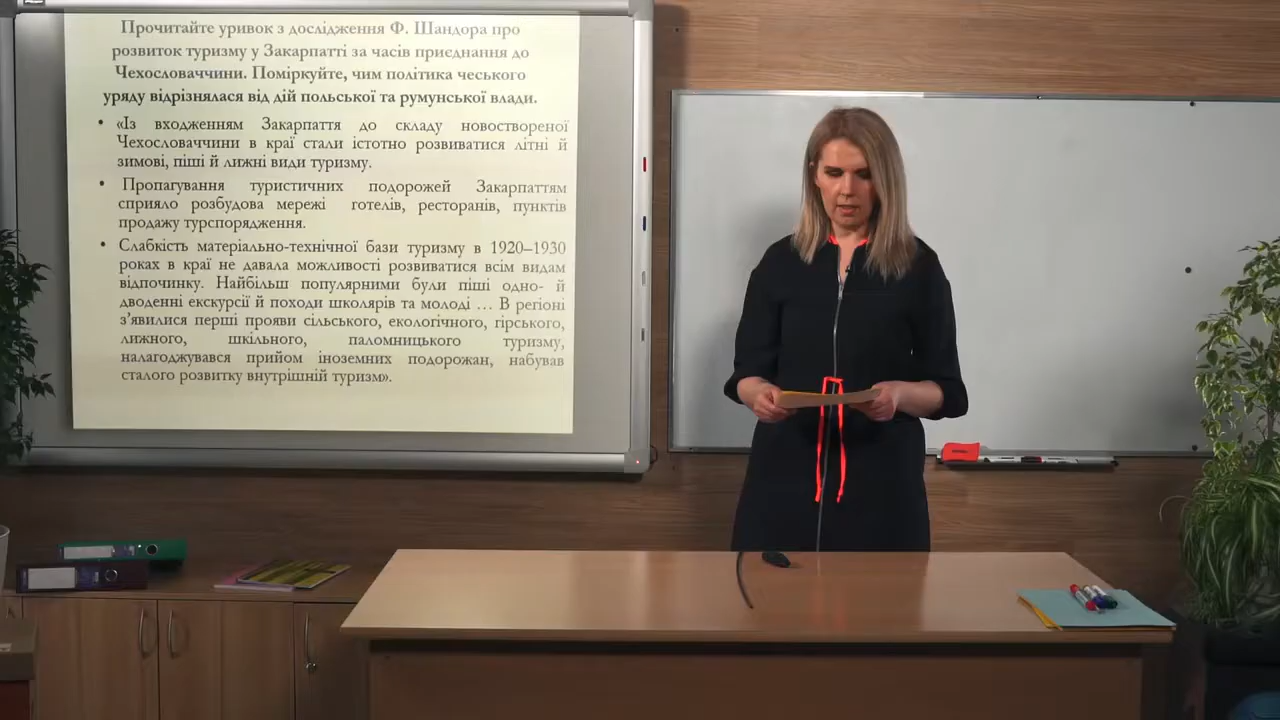 Прочитайте уривок з дослідження Ф. Шандора про
розвиток туризму у Закарпатті за часів приєднання до
Чехословаччини. Поміркуйте, чим політика чеського
уряду відрізнялася від дій польської та румунської влади.
• «Із входженням Закарпаття до складу новоствореної
Чехословаччини в краї стали істотно розвиватися літні й
зимові, піші й лижні види туризму.
• Пропагування туристичних подорожей Закарпаттям
сприяло розбудова мережі готелів, ресторанів, пунктів
продажу турспорядження.
• Слабкість матеріально-технічної бази туризму в 1920–1930
роках в краї не давала можливості розвиватися всім видам
відпочинку. Найбільш популярними були піші одно- й
дводенні екскурсії й походи школярів та молоді … В регіоні
з’явилися перші прояви сільського, екологічного, гірського,
лижного, шкільного, паломницького туризму,
налагоджувався прийом іноземних подорожан, набував
сталого розвитку внутрішній туризм».